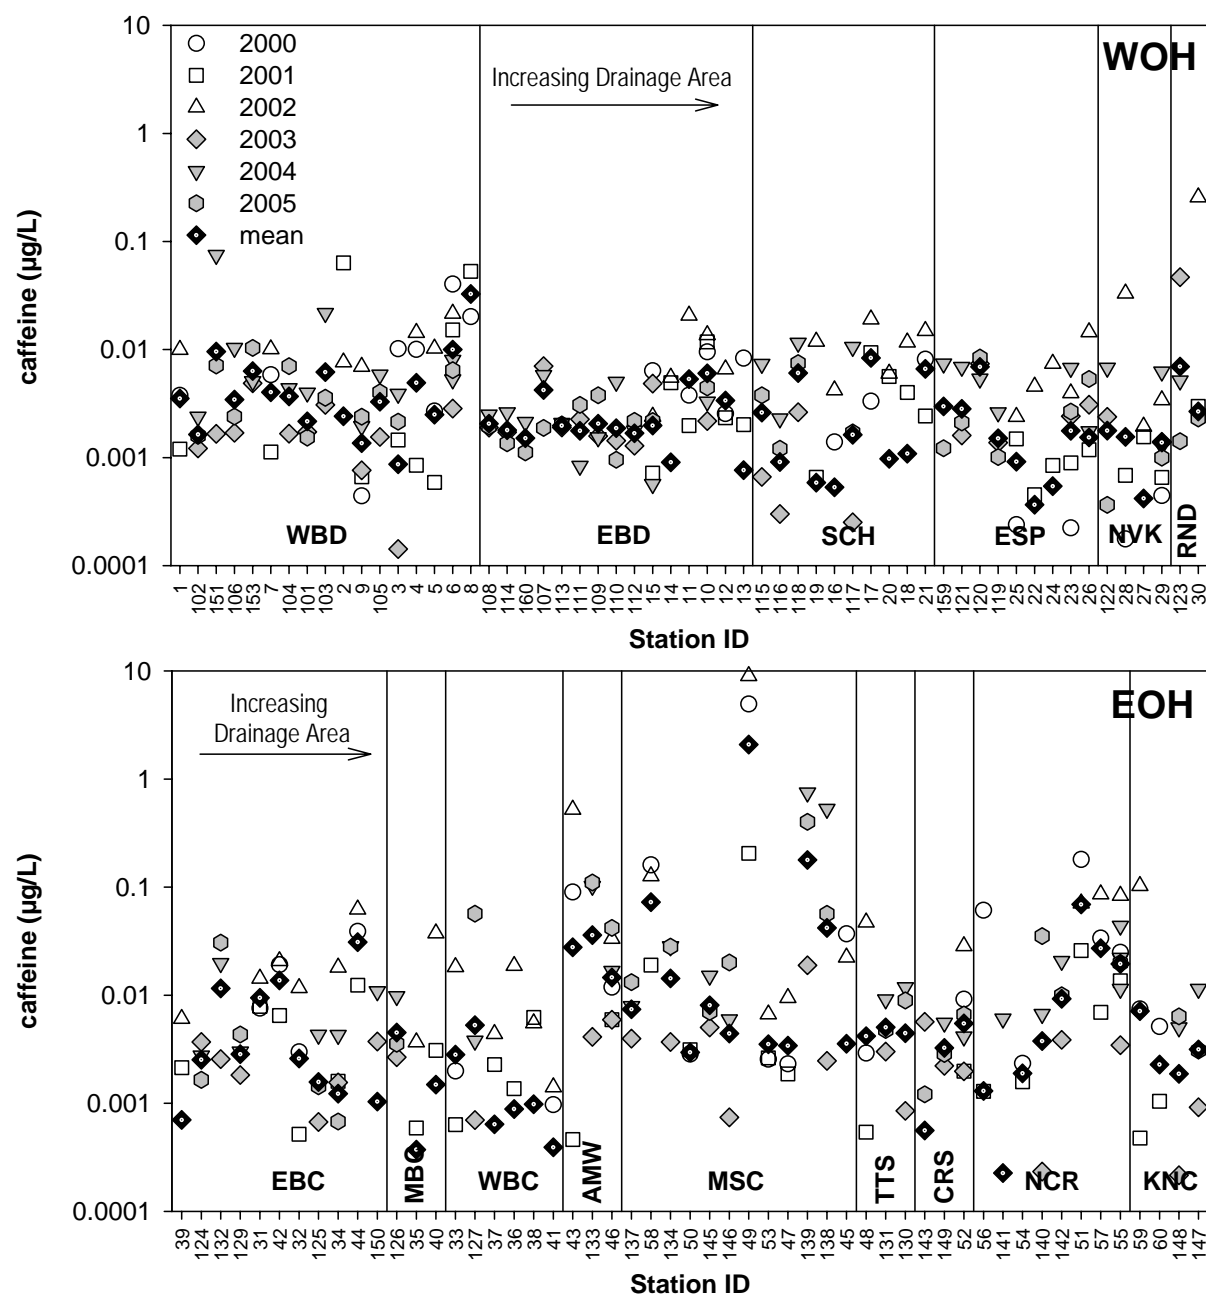 10
WOH
2000
2001
Increasing Drainage Area
2002
1
2003
2004
2005
0.1
mean
caffeine (µg/L)
0.01
0.001
WBD
EBD
SCH
ESP
NVK
RND
0.0001
1 102 151 106 153 7 104 101 103 2 9 105 3 4 5 6 8 108 114 160 107 113 111 109 110 112 15 14 11 10 12 13 115 116 118 19 16 117 17 20 18 21 159 121 120 119 25 22 24 23 26 122 28 27 29 123 30
Station ID
10
EOH
Increasing
Drainage Area
1
0.1
caffeine (µg/L)
0.01
0.001
EBC
MBC
WBC
AMW
MSC
TTS
CRS
NCR
KNC
0.0001
39 124 132 129 31 42 32 125 34 44 150 126 35 40 33 127 37 36 38 41 43 133 46 137 58 134 50 145 146 49 53 47 139 138 45 48 131 130 143 149 52 56 141 54 140 142 51 57 55 59 60 148 147
Station ID